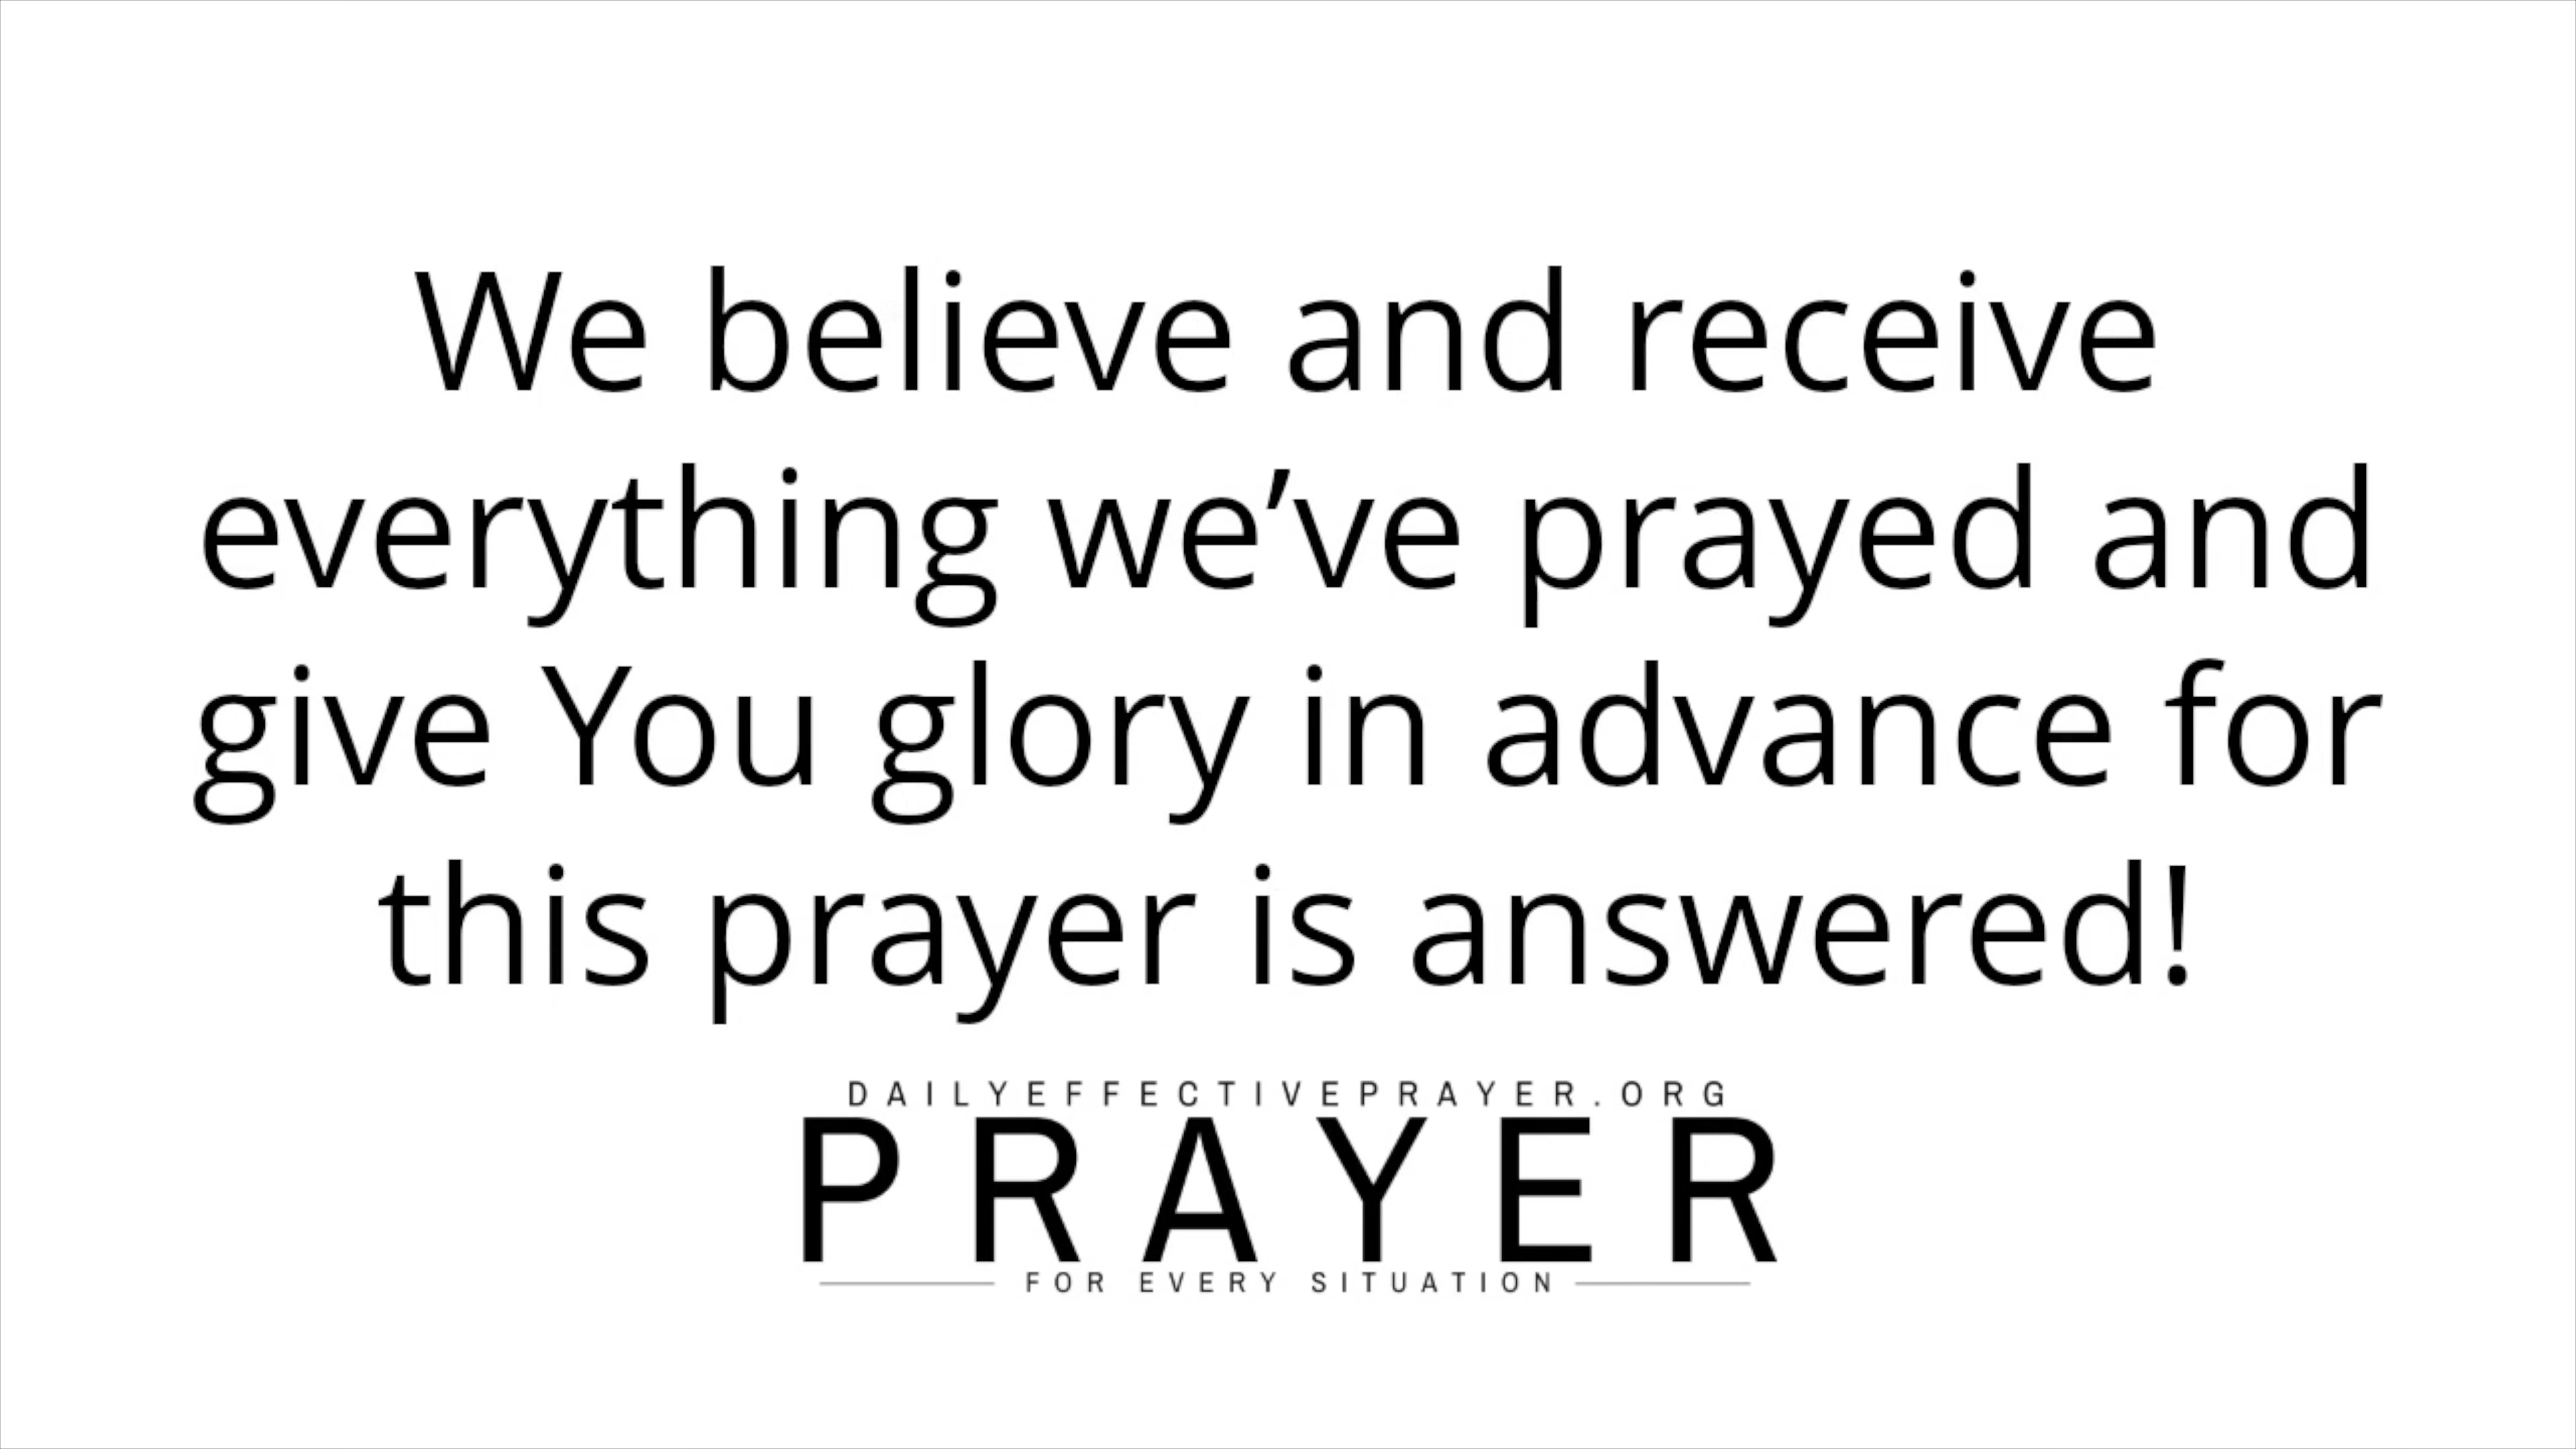 We believe and receive
everything we’ve prayed and
give You glory in advance for
this prayer is answered!
DAILYEFFECTIVEPRAYER.ORG
PRAYER
FOR EVERY SITUATION